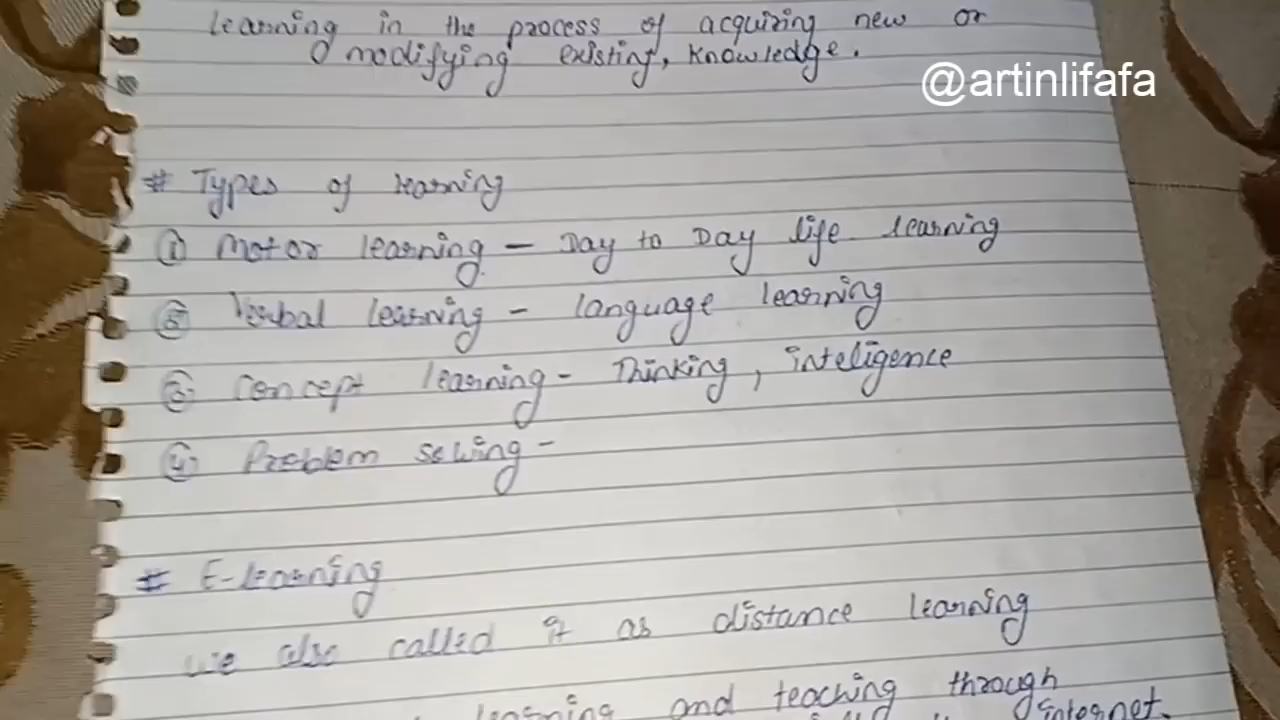 learning in the process of acquiring new or
modifying existing, knowledge.
@artinlifafa
# Types of learning
① Motor learning – Day to Day life learning
② Verbal learning – language learning
③ Concept learning – Thinking, inteligence
④ Problem solving –
# E-learning
we also called it as distance learning
learning and teaching through
internet.